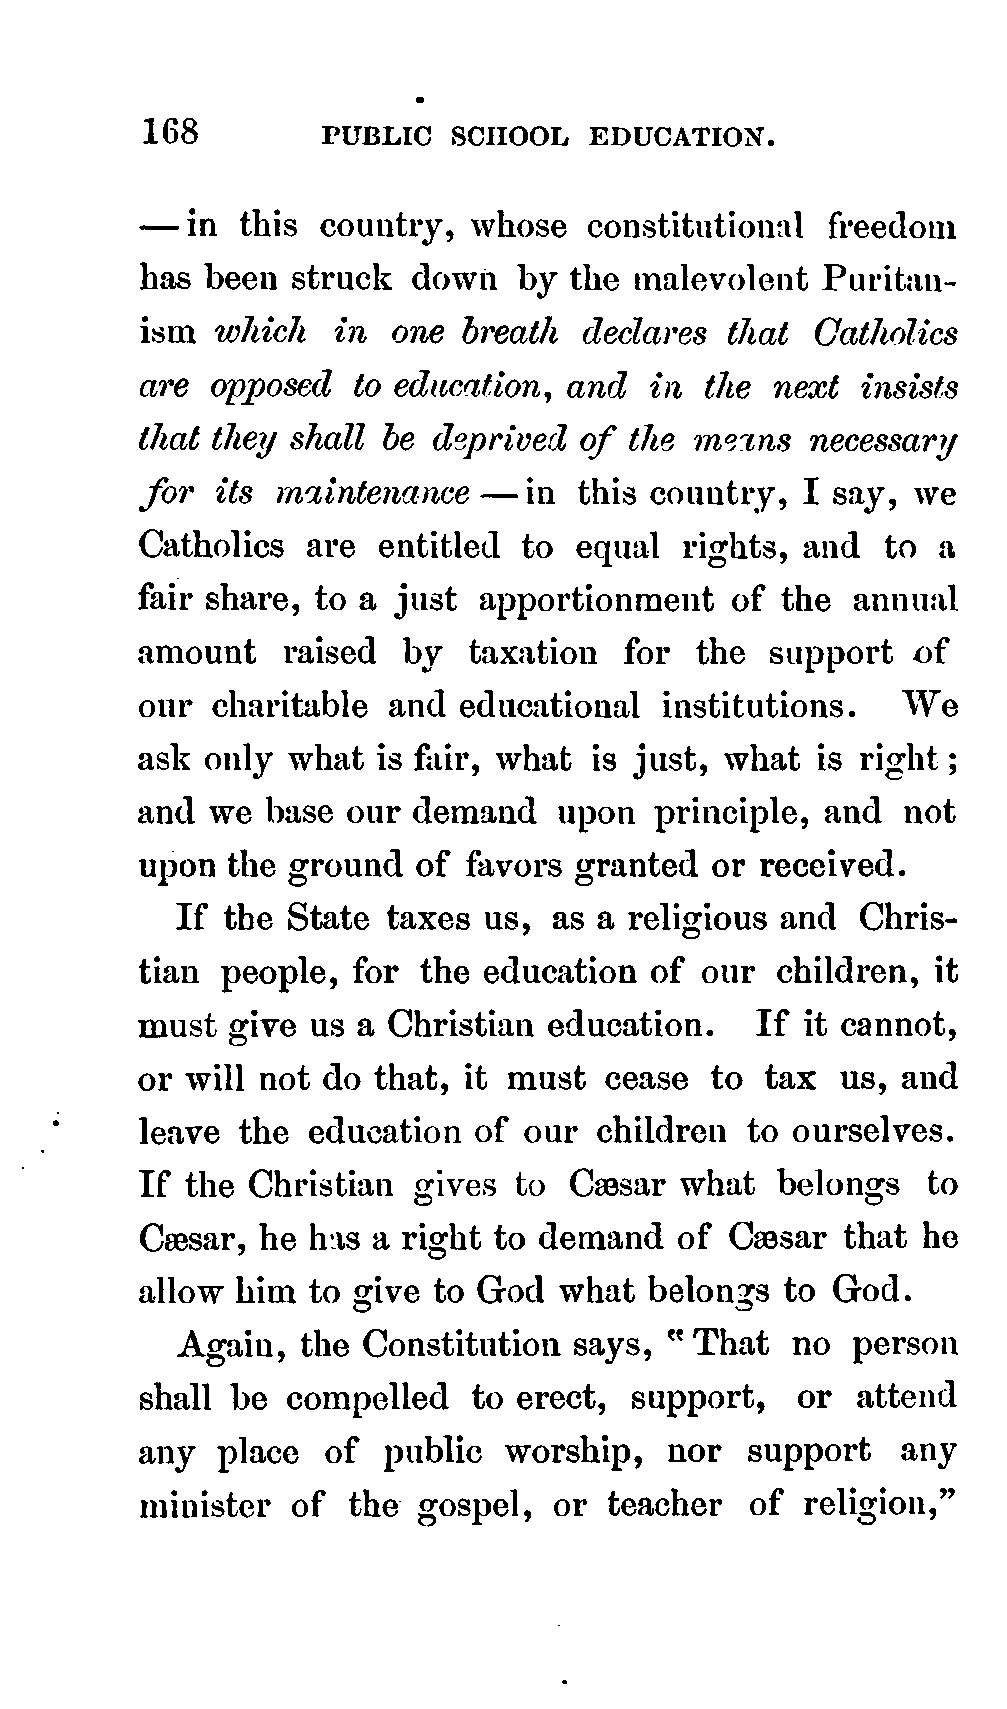 168 PUBLIC SCHOOL EDUCATION.
— in this country, whose constitutional freedom
has been struck down by the malevolent Puritan-
ism which in one breath declares that Catholics
are opposed to education, and in the next insists
that they shall be deprived of the means necessary
for its maintenance — in this country, I say, we
Catholics are entitled to equal rights, and to a
fair share, to a just apportionment of the annual
amount raised by taxation for the support of
our charitable and educational institutions. We
ask only what is fair, what is just, what is right ;
and we base our demand upon principle, and not
upon the ground of favors granted or received.
If the State taxes us, as a religious and Chris-
tian people, for the education of our children, it
must give us a Christian education. If it cannot,
or will not do that, it must cease to tax us, and
leave the education of our children to ourselves.
If the Christian gives to Cæsar what belongs to
Cæsar, he has a right to demand of Cæsar that he
allow him to give to God what belongs to God.
Again, the Constitution says, “ That no person
shall be compelled to erect, support, or attend
any place of public worship, nor support any
minister of the gospel, or teacher of religion,”